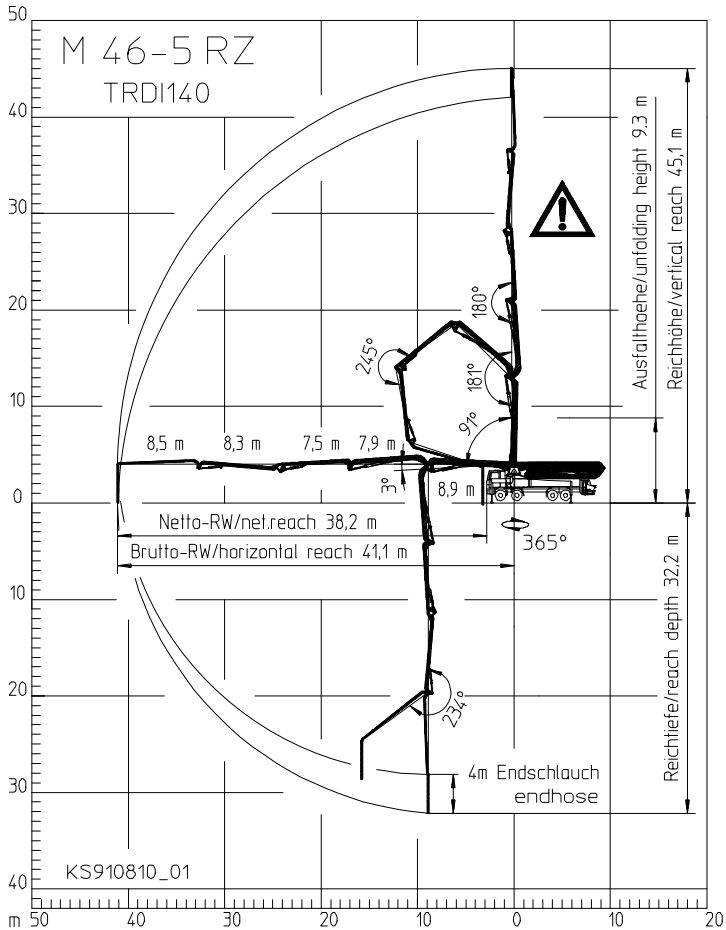 50
M 46-5 RZ
TRDI140
40
30
20
10
0
10
20
30
40
Ausfalthoehe/unfolding height 9.3 m
Reichhöhe/vertical reach 45,1 m
180°
245°
181°
91°
8,5 m
8,3 m
7,5 m
7,9 m
3°
8,9 m
Netto-RW/net.reach 38,2 m
Brutto-RW/horizontal reach 41,1 m
365°
Reichtiefe/reach depth 32,2 m
234°
4m Endschlauch
endhose
KS910810_01
m 50 40 30 20 10 0 10 20